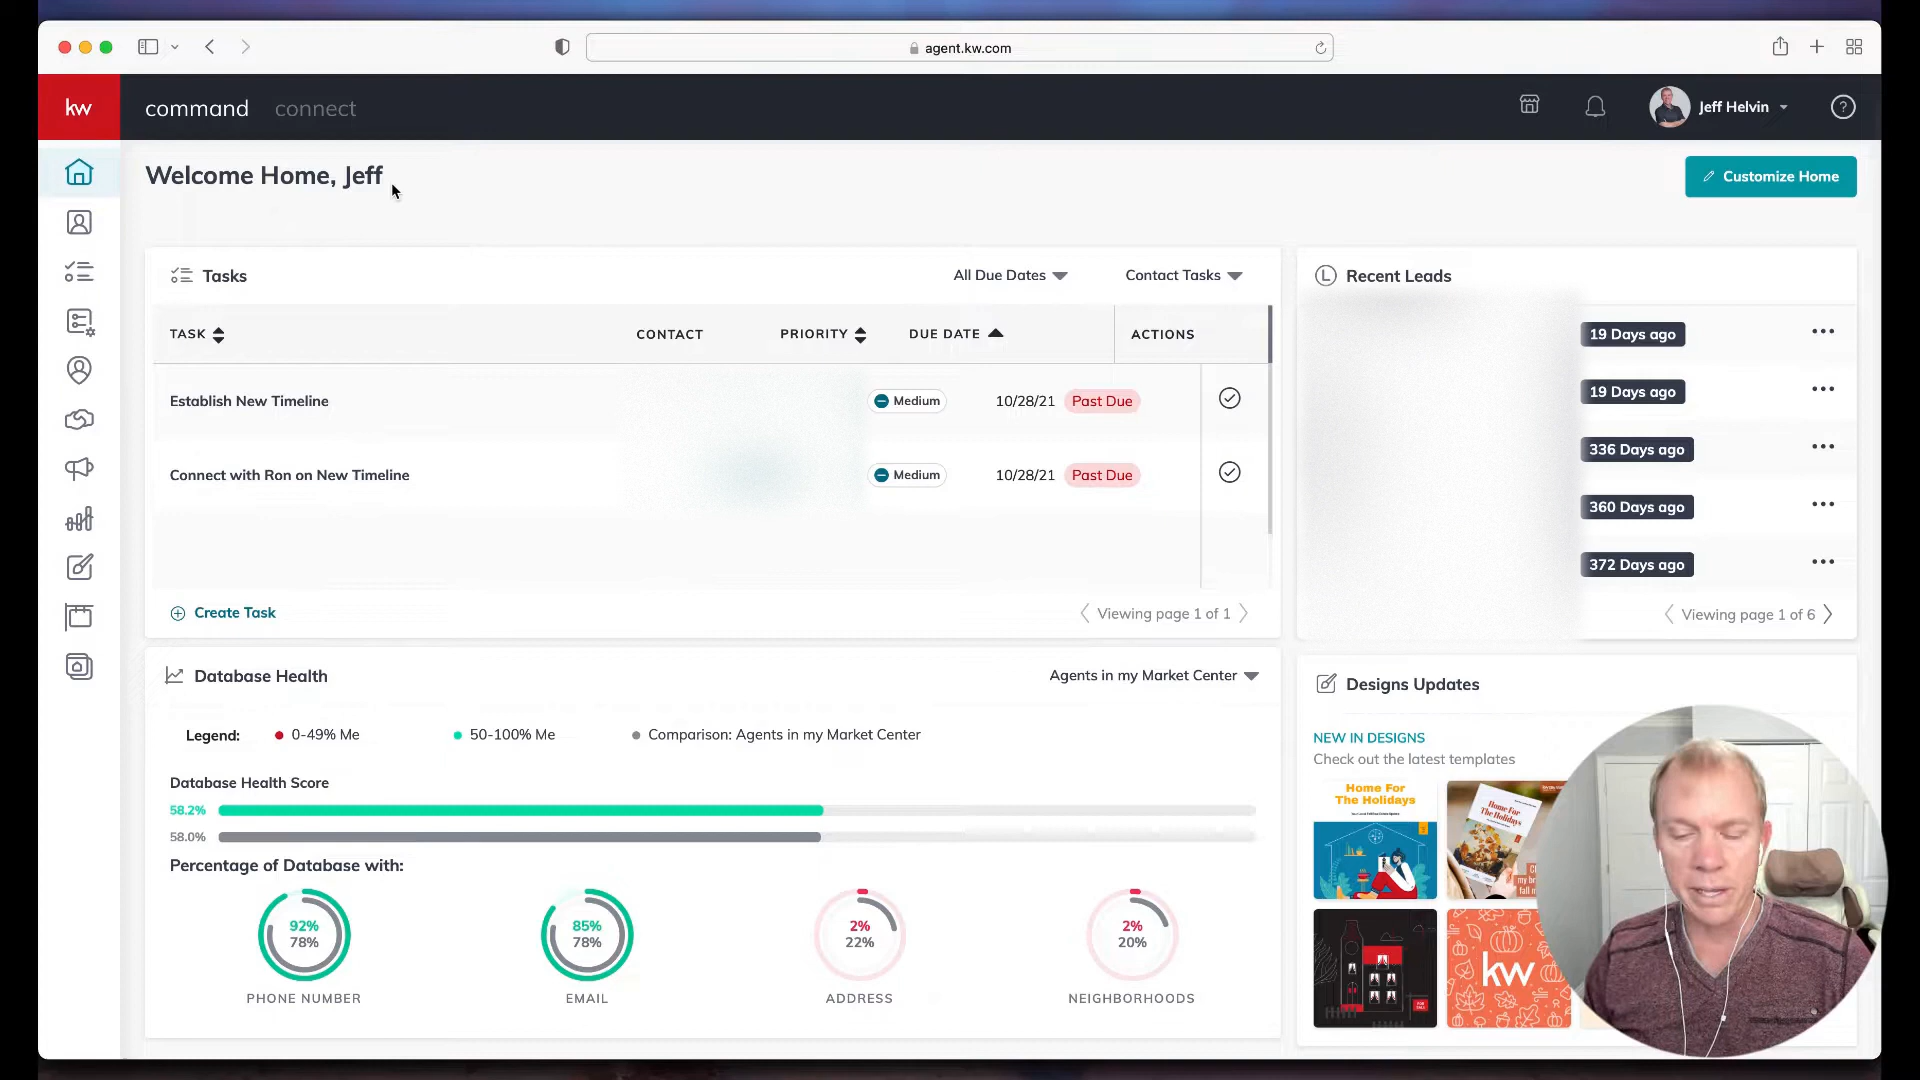 agent.kw.com
kw
command
connect
Jeff Helvin
?
Welcome Home, Jeff
Customize Home
Tasks
All Due Dates
Contact Tasks
TASK
CONTACT
PRIORITY
DUE DATE
ACTIONS
Establish New Timeline
Medium
10/28/21
Past Due
Connect with Ron on New Timeline
Medium
10/28/21
Past Due
Create Task
Viewing page 1 of 1
Recent Leads
19 Days ago
19 Days ago
336 Days ago
360 Days ago
372 Days ago
Viewing page 1 of 6
Database Health
Agents in my Market Center
Legend:
0-49% Me
50-100% Me
Comparison: Agents in my Market Center
Database Health Score
58.2%
58.0%
Percentage of Database with:
92%
78%
PHONE NUMBER
85%
78%
EMAIL
2%
22%
ADDRESS
2%
20%
NEIGHBORHOODS
Designs Updates
NEW IN DESIGNS
Check out the latest templates
Home For
The Holidays
Home For
The Holidays
FOR
SALE
kw